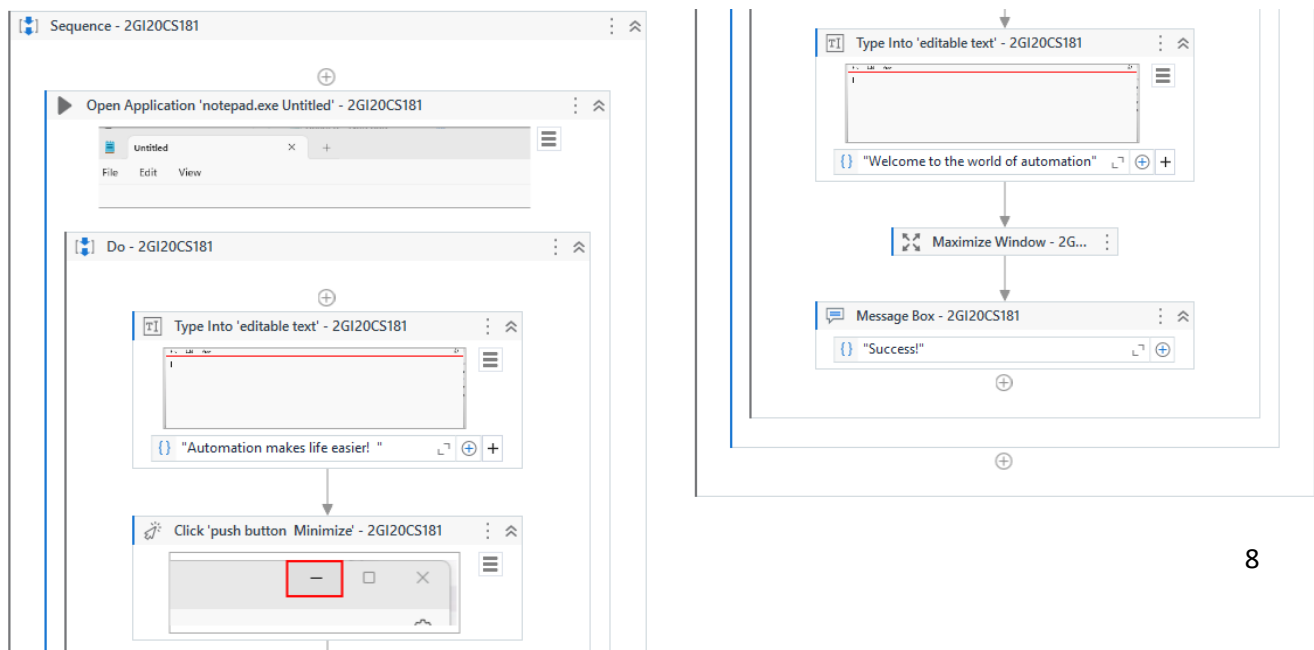 Sequence - 2GI20CS181
Open Application 'notepad.exe Untitled' - 2GI20CS181
Untitled
File Edit View
Do - 2GI20CS181
Type Into 'editable text' - 2GI20CS181
"Automation makes life easier! "
Click 'push button  Minimize' - 2GI20CS181
Type Into 'editable text' - 2GI20CS181
"Welcome to the world of automation"
Maximize Window - 2G...
Message Box - 2GI20CS181
"Success!"
8